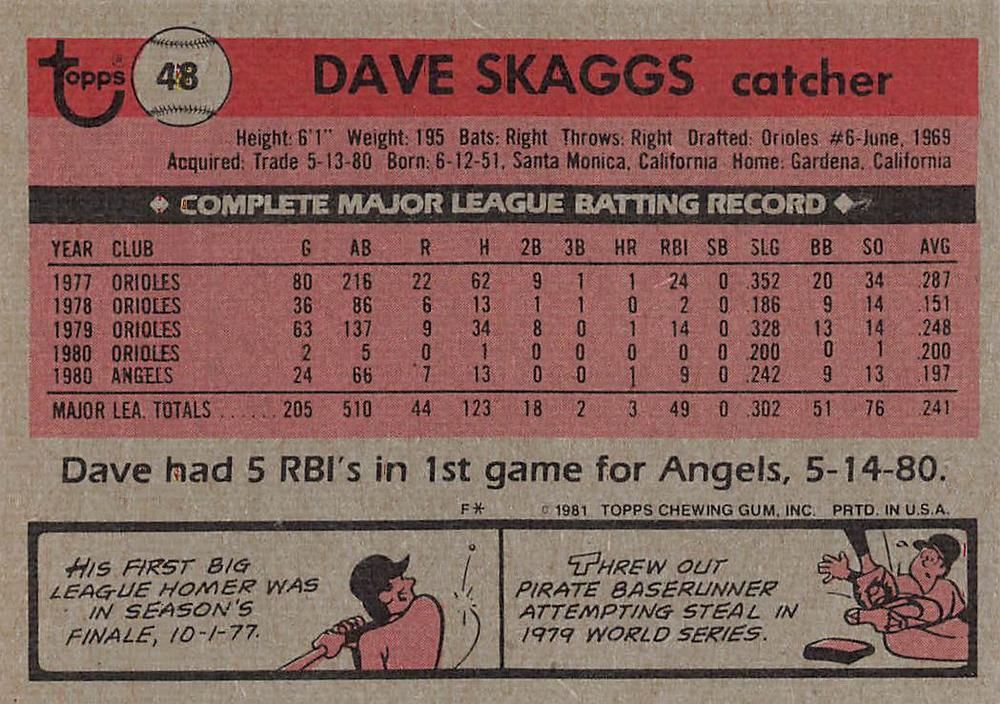 Topps ® 48 DAVE SKAGGS catcher
Height: 6'1" Weight: 195 Bats: Right Throws: Right Drafted: Orioles #6-June, 1969
Acquired: Trade 5-13-80 Born: 6-12-51, Santa Monica, California Home: Gardena, California
COMPLETE MAJOR LEAGUE BATTING RECORD
YEAR CLUB G AB R H 2B 3B HR RBI SB SLG BB SO AVG
1977 ORIOLES 80 216 22 62 9 1 1 24 0 .352 20 34 .287
1978 ORIOLES 36 86 6 13 1 1 0 2 0 .186 9 14 .151
1979 ORIOLES 63 137 9 34 8 0 1 14 0 .328 13 14 .248
1980 ORIOLES 2 5 0 1 0 0 0 0 0 .200 0 1 .200
1980 ANGELS 24 66 7 13 0 0 1 9 0 .242 9 13 .197
MAJOR LEA. TOTALS ...... 205 510 44 123 18 2 3 49 0 .302 51 76 .241
Dave had 5 RBI's in 1st game for Angels, 5-14-80.
F* © 1981 TOPPS CHEWING GUM, INC. PRTD. IN U.S.A.
HIS FIRST BIG
LEAGUE HOMER WAS
IN SEASON'S
FINALE, 10-1-77.
THREW OUT
PIRATE BASERUNNER
ATTEMPTING STEAL IN
1979 WORLD SERIES.